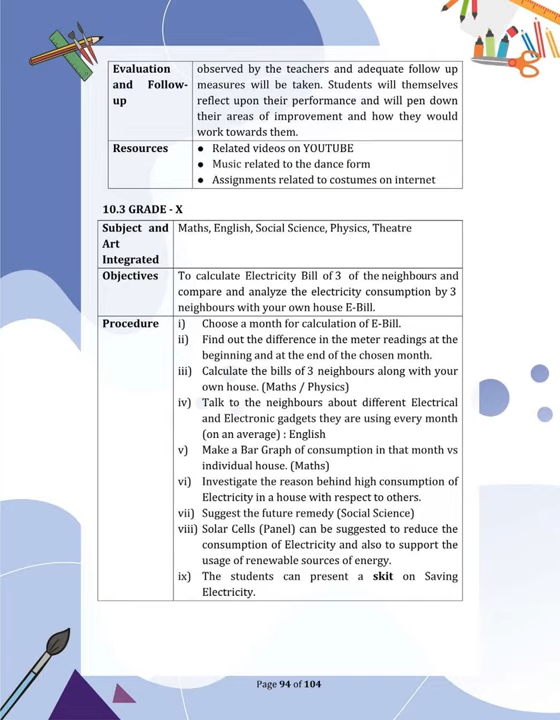 Evaluation and Follow-up
observed by the teachers and adequate follow up
measures will be taken. Students will themselves
reflect upon their performance and will pen down
their areas of improvement and how they would
work towards them.
Resources
● Related videos on YOUTUBE
● Music related to the dance form
● Assignments related to costumes on internet
10.3 GRADE - X
Subject and
Art
Integrated
Maths, English, Social Science, Physics, Theatre
Objectives
To calculate Electricity Bill of 3 of the neighbours and
compare and analyze the electricity consumption by 3
neighbours with your own house E-Bill.
Procedure
i) Choose a month for calculation of E-Bill.
ii) Find out the difference in the meter readings at the
beginning and at the end of the chosen month.
iii) Calculate the bills of 3 neighbours along with your
own house. (Maths / Physics)
iv) Talk to the neighbours about different Electrical
and Electronic gadgets they are using every month
(on an average) : English
v) Make a Bar Graph of consumption in that month vs
individual house. (Maths)
vi) Investigate the reason behind high consumption of
Electricity in a house with respect to others.
vii) Suggest the future remedy (Social Science)
viii) Solar Cells (Panel) can be suggested to reduce the
consumption of Electricity and also to support the
usage of renewable sources of energy.
ix) The students can present a skit on Saving
Electricity.
Page 94 of 104